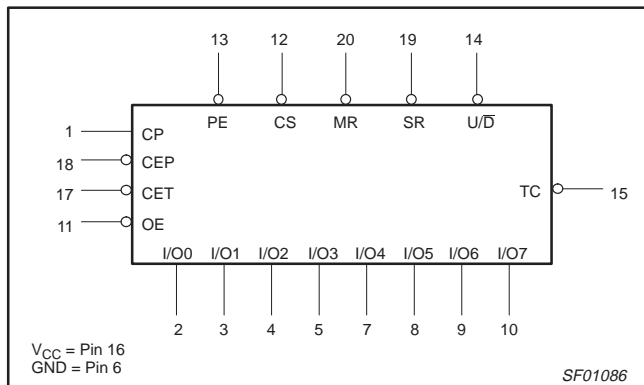 13 12 20 19 14
PE CS MR SR U/D̅
1 CP
18 CEP
17 CET
TC 15
11 OE
I/O0 I/O1 I/O2 I/O3 I/O4 I/O5 I/O6 I/O7
2 3 4 5 7 8 9 10
VCC = Pin 16
GND = Pin 6
SF01086